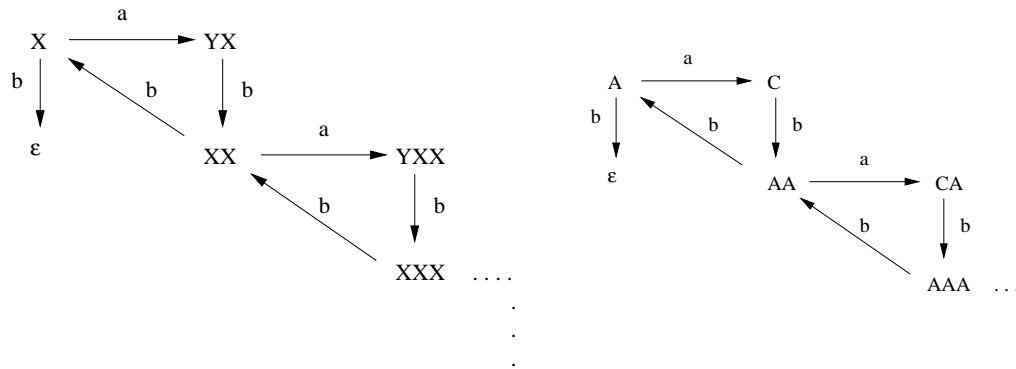 a
X YX
b b b
ε XX a YXX
b b
XXX . . . .
.
.
.
a
A C
b b b
ε AA a CA
b b
AAA . . .